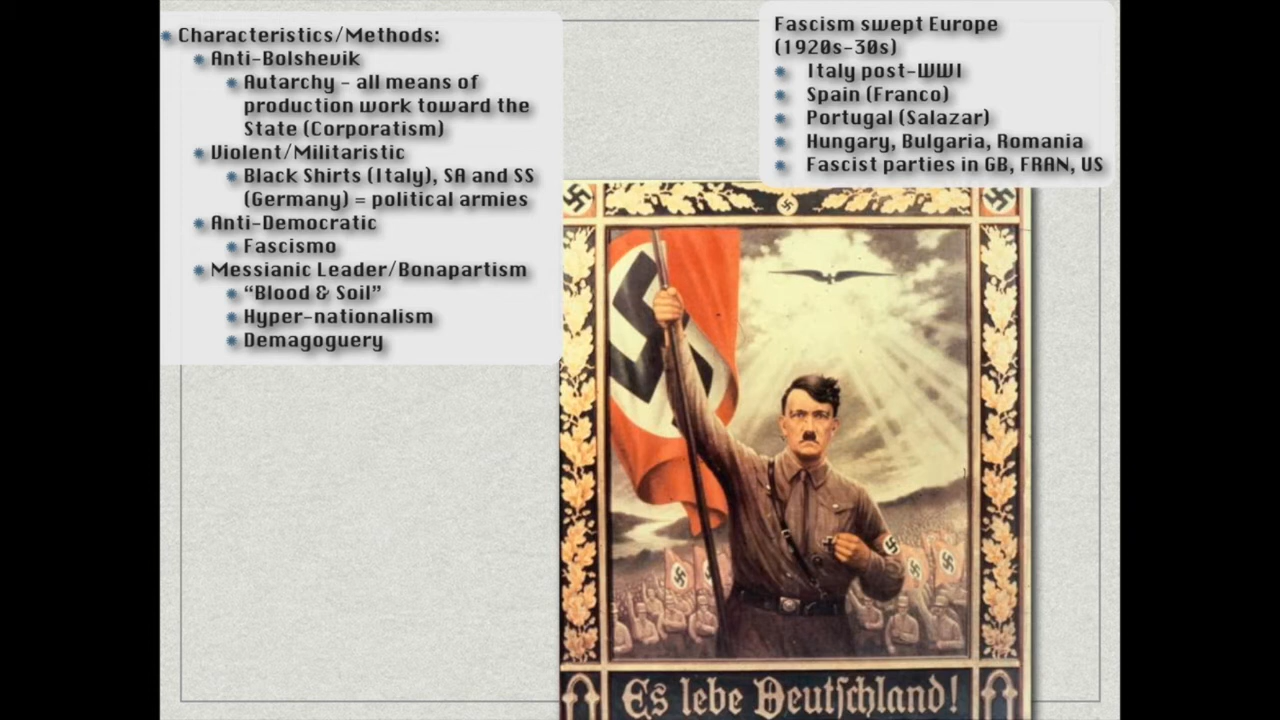 Characteristics/Methods:
Anti-Bolshevik
Autarchy - all means of
production work toward the
State (Corporatism)
Violent/Militaristic
Black Shirts (Italy), SA and SS
(Germany) = political armies
Anti-Democratic
Fascismo
Messianic Leader/Bonapartism
“Blood & Soil”
Hyper-nationalism
Demagoguery
Fascism swept Europe
(1920s-30s)
Italy post-WWI
Spain (Franco)
Portugal (Salazar)
Hungary, Bulgaria, Romania
Fascist parties in GB, FRAN, US
Es lebe Deutſchland!